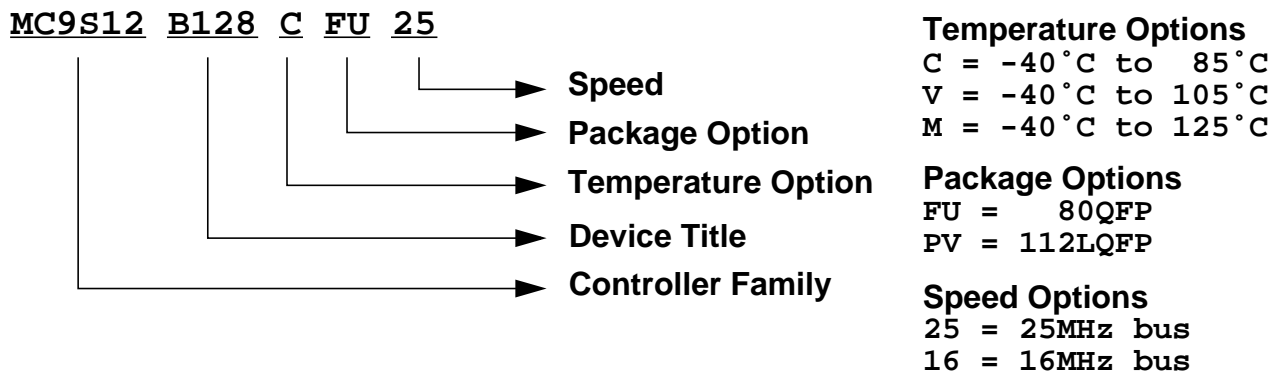 MC9S12 B128 C FU 25
Speed
Package Option
Temperature Option
Device Title
Controller Family
Temperature Options
C = -40˚C to 85˚C
V = -40˚C to 105˚C
M = -40˚C to 125˚C
Package Options
FU = 80QFP
PV = 112LQFP
Speed Options
25 = 25MHz bus
16 = 16MHz bus